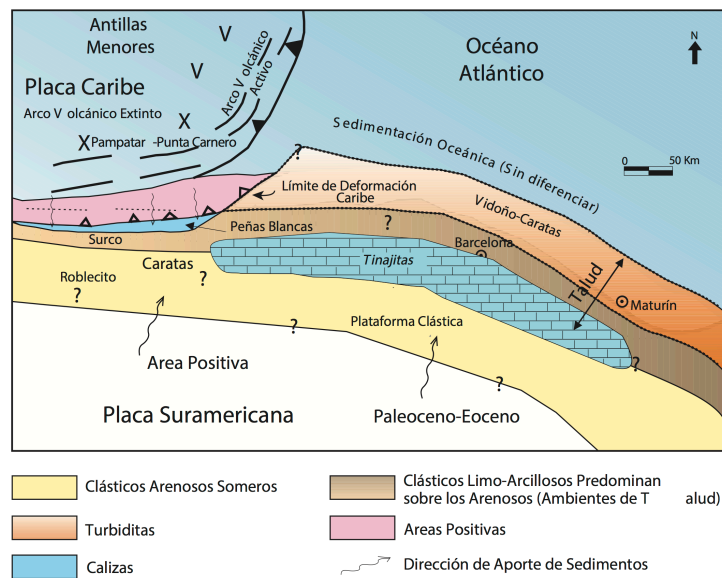 Antillas
Menores
V
V
V
Arco V olcánico
Activo
Océano
Atlántico
N
Placa Caribe
Arco V olcánico Extinto
X
X
Pampatar -Punta Carnero
Sedimentación Oceánica (Sin diferenciar)
0 50 Km
?
Límite de Deformación
Caribe
Vidoño-Caratas
Peñas Blancas
?
Barcelona
Surco
Caratas
Tinajitas
Talud
Roblecito
?
?
Maturín
Plataforma Clástica
?
Area Positiva
?
?
Placa Suramericana
Paleoceno-Eoceno
Clásticos Arenosos Someros
Clásticos Limo-Arcillosos Predominan
sobre los Arenosos (Ambientes de T alud)
Turbiditas
Areas Positivas
Calizas
Dirección de Aporte de Sedimentos